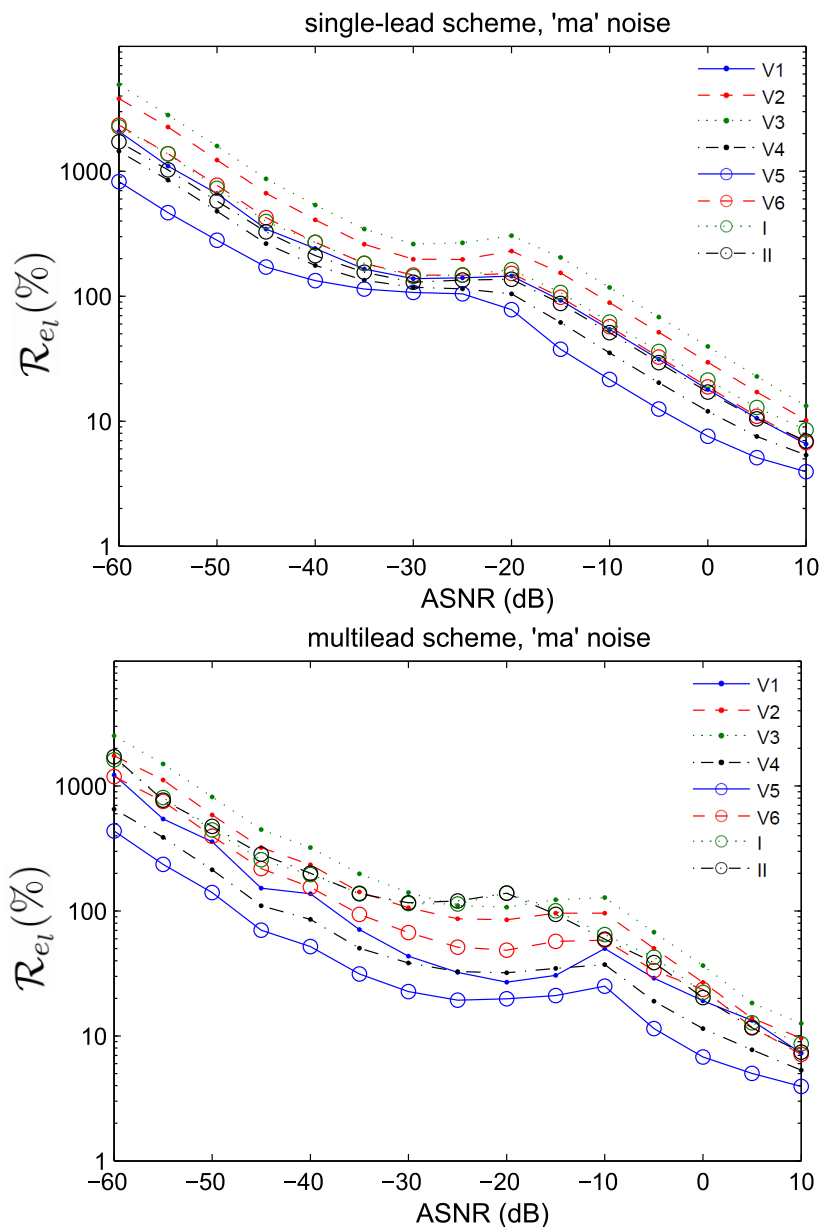 single-lead scheme, 'ma' noise
V1
V2
V3
V4
V5
V6
I
II
1000
100
10
1
ℛₑₗ(%)
−60 −50 −40 −30 −20 −10 0 10
ASNR (dB)
multilead scheme, 'ma' noise
V1
V2
V3
V4
V5
V6
I
II
1000
100
10
1
ℛₑₗ(%)
−60 −50 −40 −30 −20 −10 0 10
ASNR (dB)